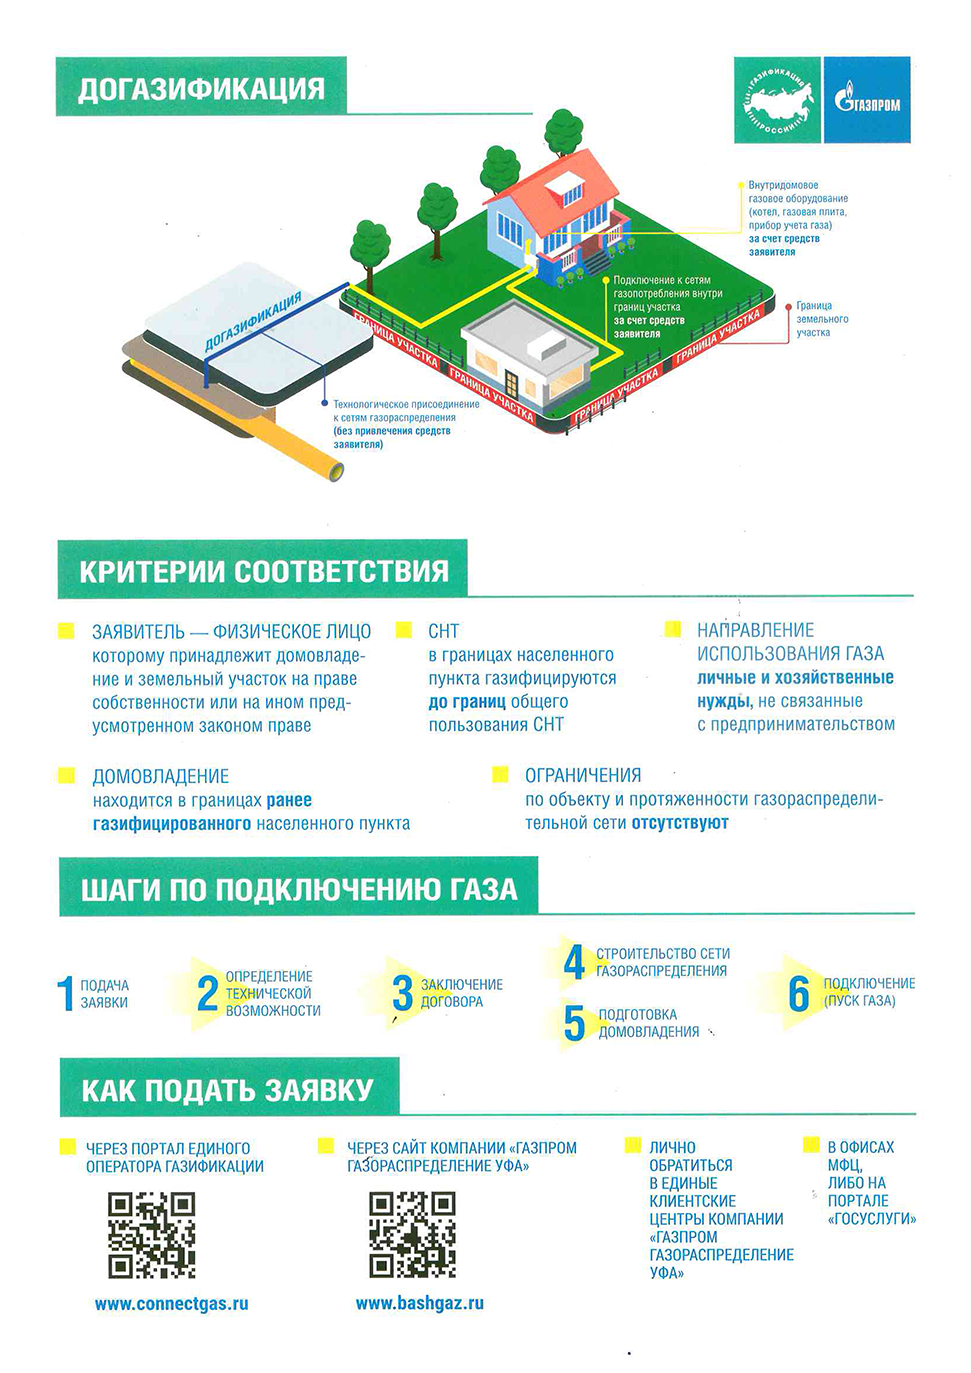 ДОГАЗИФИКАЦИЯ
ГАЗИФИКАЦИЯ
РОССИИ
ГАЗПРОМ
Внутридомовое
газовое оборудование
(котел, газовая плита,
прибор учета газа)
за счет средств
заявителя
Подключение к сетям
газопотребления внутри
границ участка
за счет средств
заявителя
Граница
земельного
участка
ДОГАЗИФИКАЦИЯ
ГРАНИЦА УЧАСТКА
ГРАНИЦА УЧАСТКА
ГРАНИЦА УЧАСТКА
ГРАНИЦА УЧАСТКА
Технологическое присоединение
к сетям газораспределения
(без привлечения средств
заявителя)
КРИТЕРИИ СООТВЕТСТВИЯ
ЗАЯВИТЕЛЬ — ФИЗИЧЕСКОЕ ЛИЦО
которому принадлежит домовладе-
ние и земельный участок на праве
собственности или на ином пред-
усмотренном законом праве
СНТ
в границах населенного
пункта газифицируются
до границ общего
пользования СНТ
НАПРАВЛЕНИЕ
ИСПОЛЬЗОВАНИЯ ГАЗА
личные и хозяйственные
нужды, не связанные
с предпринимательством
ДОМОВЛАДЕНИЕ
находится в границах ранее
газифицированного населенного пункта
ОГРАНИЧЕНИЯ
по объекту и протяженности газораспредели-
тельной сети отсутствуют
ШАГИ ПО ПОДКЛЮЧЕНИЮ ГАЗА
1 ПОДАЧА
ЗАЯВКИ
2 ОПРЕДЕЛЕНИЕ
ТЕХНИЧЕСКОЙ
ВОЗМОЖНОСТИ
3 ЗАКЛЮЧЕНИЕ
ДОГОВОРА
4 СТРОИТЕЛЬСТВО СЕТИ
ГАЗОРАСПРЕДЕЛЕНИЯ
5 ПОДГОТОВКА
ДОМОВЛАДЕНИЯ
6 ПОДКЛЮЧЕНИЕ
(ПУСК ГАЗА)
КАК ПОДАТЬ ЗАЯВКУ
ЧЕРЕЗ ПОРТАЛ ЕДИНОГО
ОПЕРАТОРА ГАЗИФИКАЦИИ
www.connectgas.ru
ЧЕРЕЗ САЙТ КОМПАНИИ «ГАЗПРОМ
ГАЗОРАСПРЕДЕЛЕНИЕ УФА»
www.bashgaz.ru
ЛИЧНО
ОБРАТИТЬСЯ
В ЕДИНЫЕ
КЛИЕНТСКИЕ
ЦЕНТРЫ КОМПАНИИ
«ГАЗПРОМ
ГАЗОРАСПРЕДЕЛЕНИЕ
УФА»
В ОФИСАХ
МФЦ,
ЛИБО НА
ПОРТАЛЕ
«ГОСУСЛУГИ»